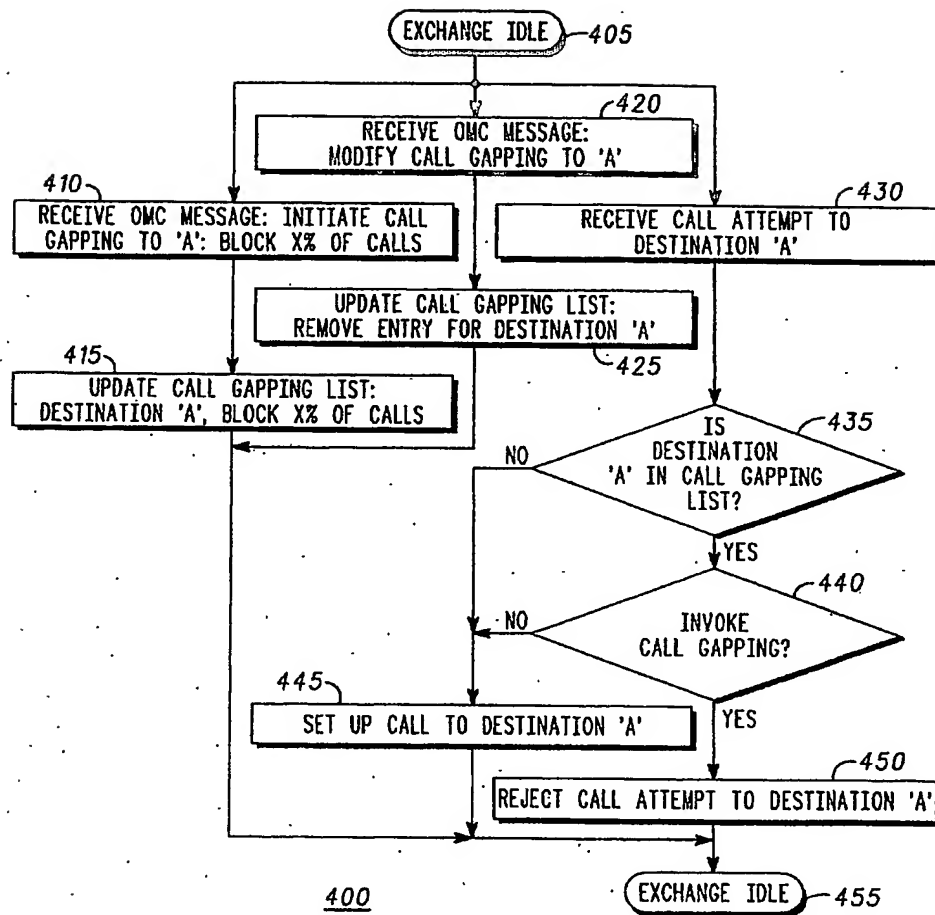 EXCHANGE IDLE
405
420
RECEIVE OMC MESSAGE:
MODIFY CALL GAPPING TO 'A'
410
RECEIVE OMC MESSAGE: INITIATE CALL
GAPPING TO 'A': BLOCK X% OF CALLS
430
RECEIVE CALL ATTEMPT TO
DESTINATION 'A'
UPDATE CALL GAPPING LIST:
REMOVE ENTRY FOR DESTINATION 'A'
425
415
UPDATE CALL GAPPING LIST:
DESTINATION 'A', BLOCK X% OF CALLS
435
IS
DESTINATION
'A' IN CALL GAPPING
LIST?
NO
YES
440
INVOKE
CALL GAPPING?
NO
YES
445
SET UP CALL TO DESTINATION 'A'
450
REJECT CALL ATTEMPT TO DESTINATION 'A';
EXCHANGE IDLE
455
400